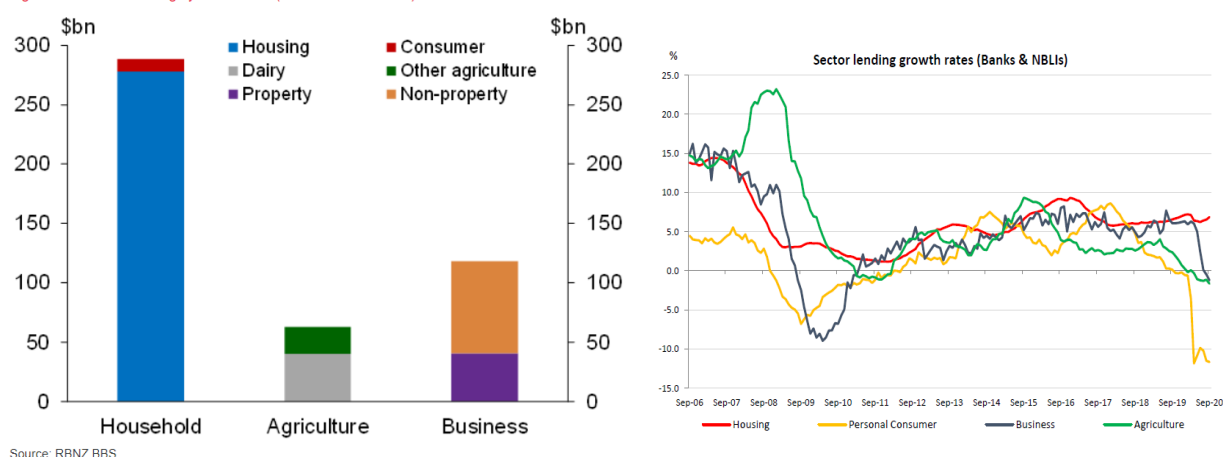 $bn
$bn
300
300
Housing
Consumer
Dairy
Other agriculture
Property
Non-property
250
250
200
200
150
150
100
100
50
50
0
0
Household
Agriculture
Business
Source: RBNZ BBS
%
Sector lending growth rates (Banks & NBLIs)
25.0
20.0
15.0
10.0
5.0
0.0
-5.0
-10.0
-15.0
Sep-06 Sep-07 Sep-08 Sep-09 Sep-10 Sep-11 Sep-12 Sep-13 Sep-14 Sep-15 Sep-16 Sep-17 Sep-18 Sep-19 Sep-20
Housing
Personal Consumer
Business
Agriculture